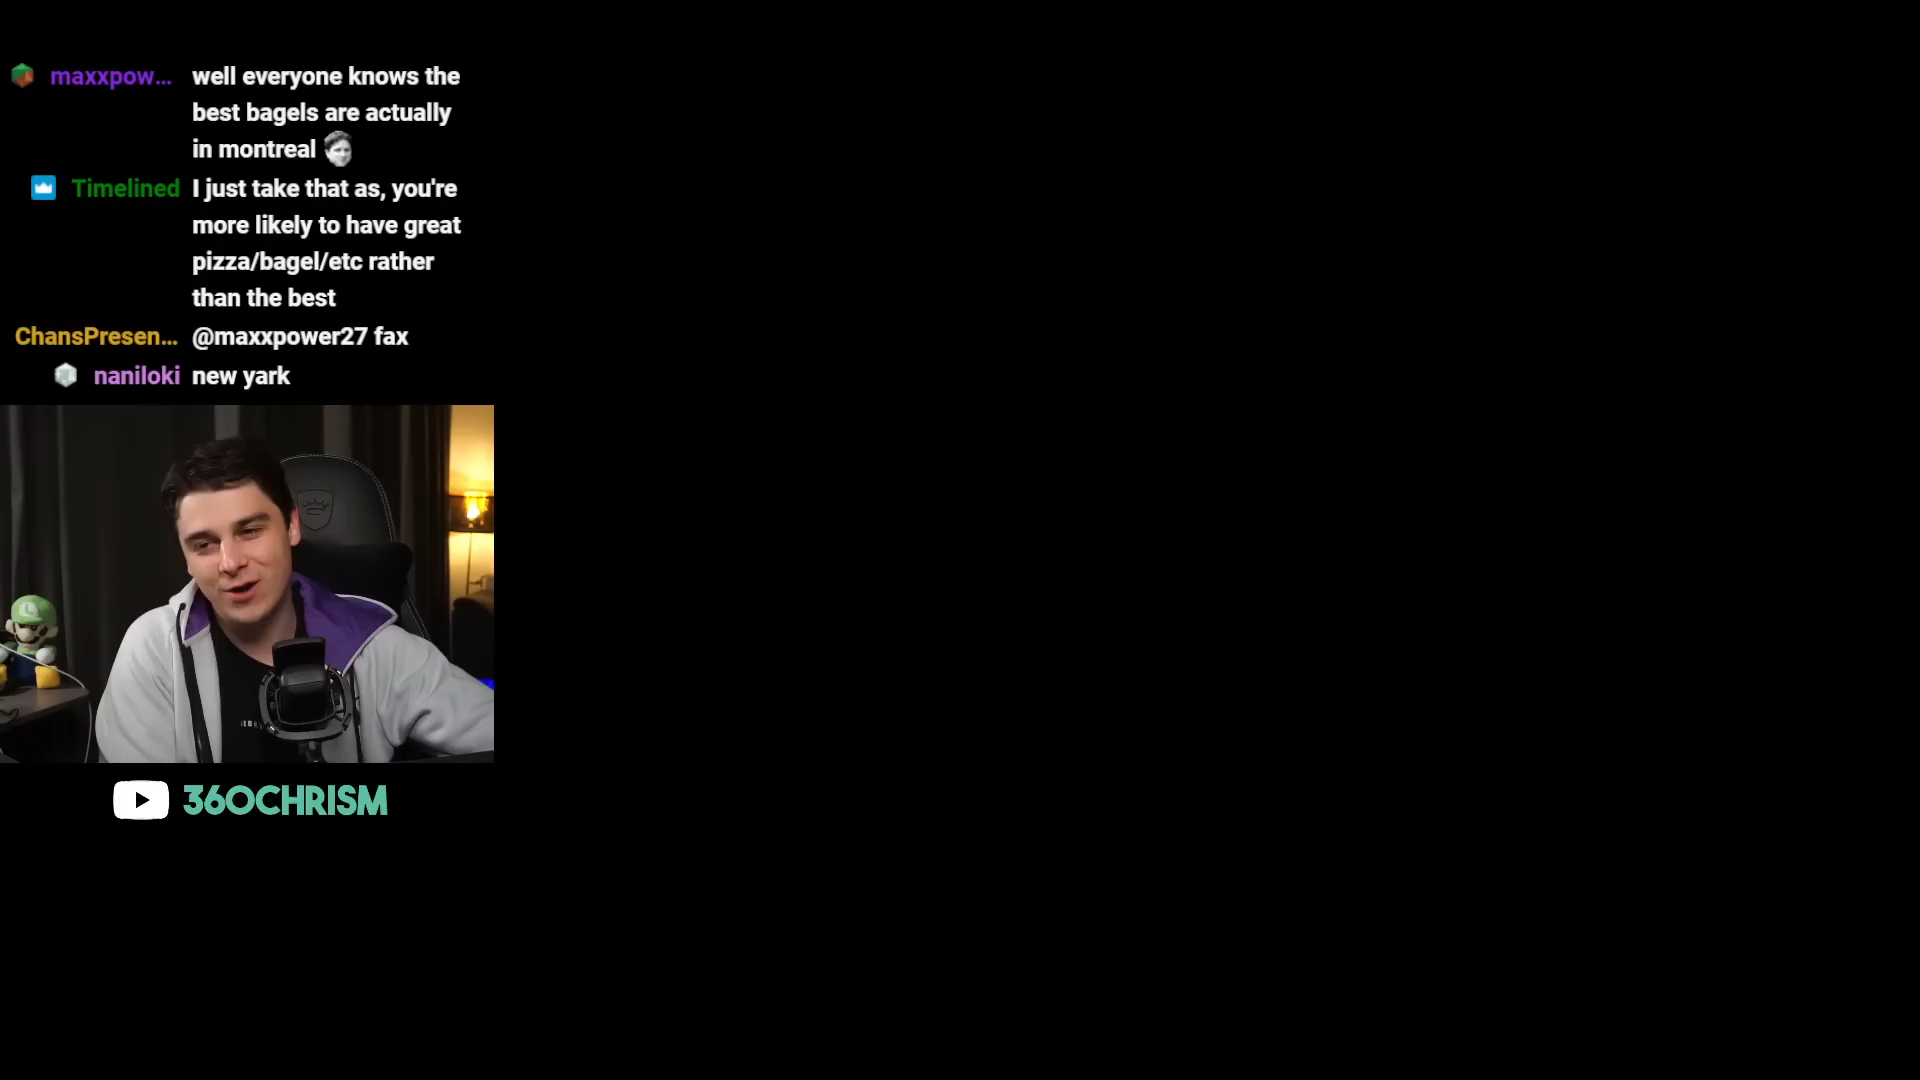 maxxpow... well everyone knows the
best bagels are actually
in montreal
Timelined I just take that as, you're
more likely to have great
pizza/bagel/etc rather
than the best
ChansPresen... @maxxpower27 fax
naniloki new yark
360CHRISM